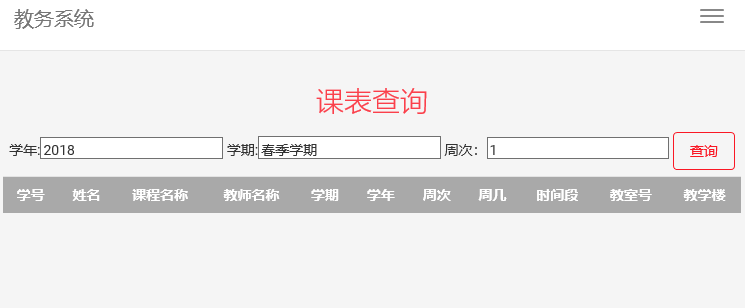 教务系统
课表查询
学年:2018 学期:春季学期 周次：1 查询
学号 姓名 课程名称 教师名称 学期 学年 周次 周几 时间段 教室号 教学楼